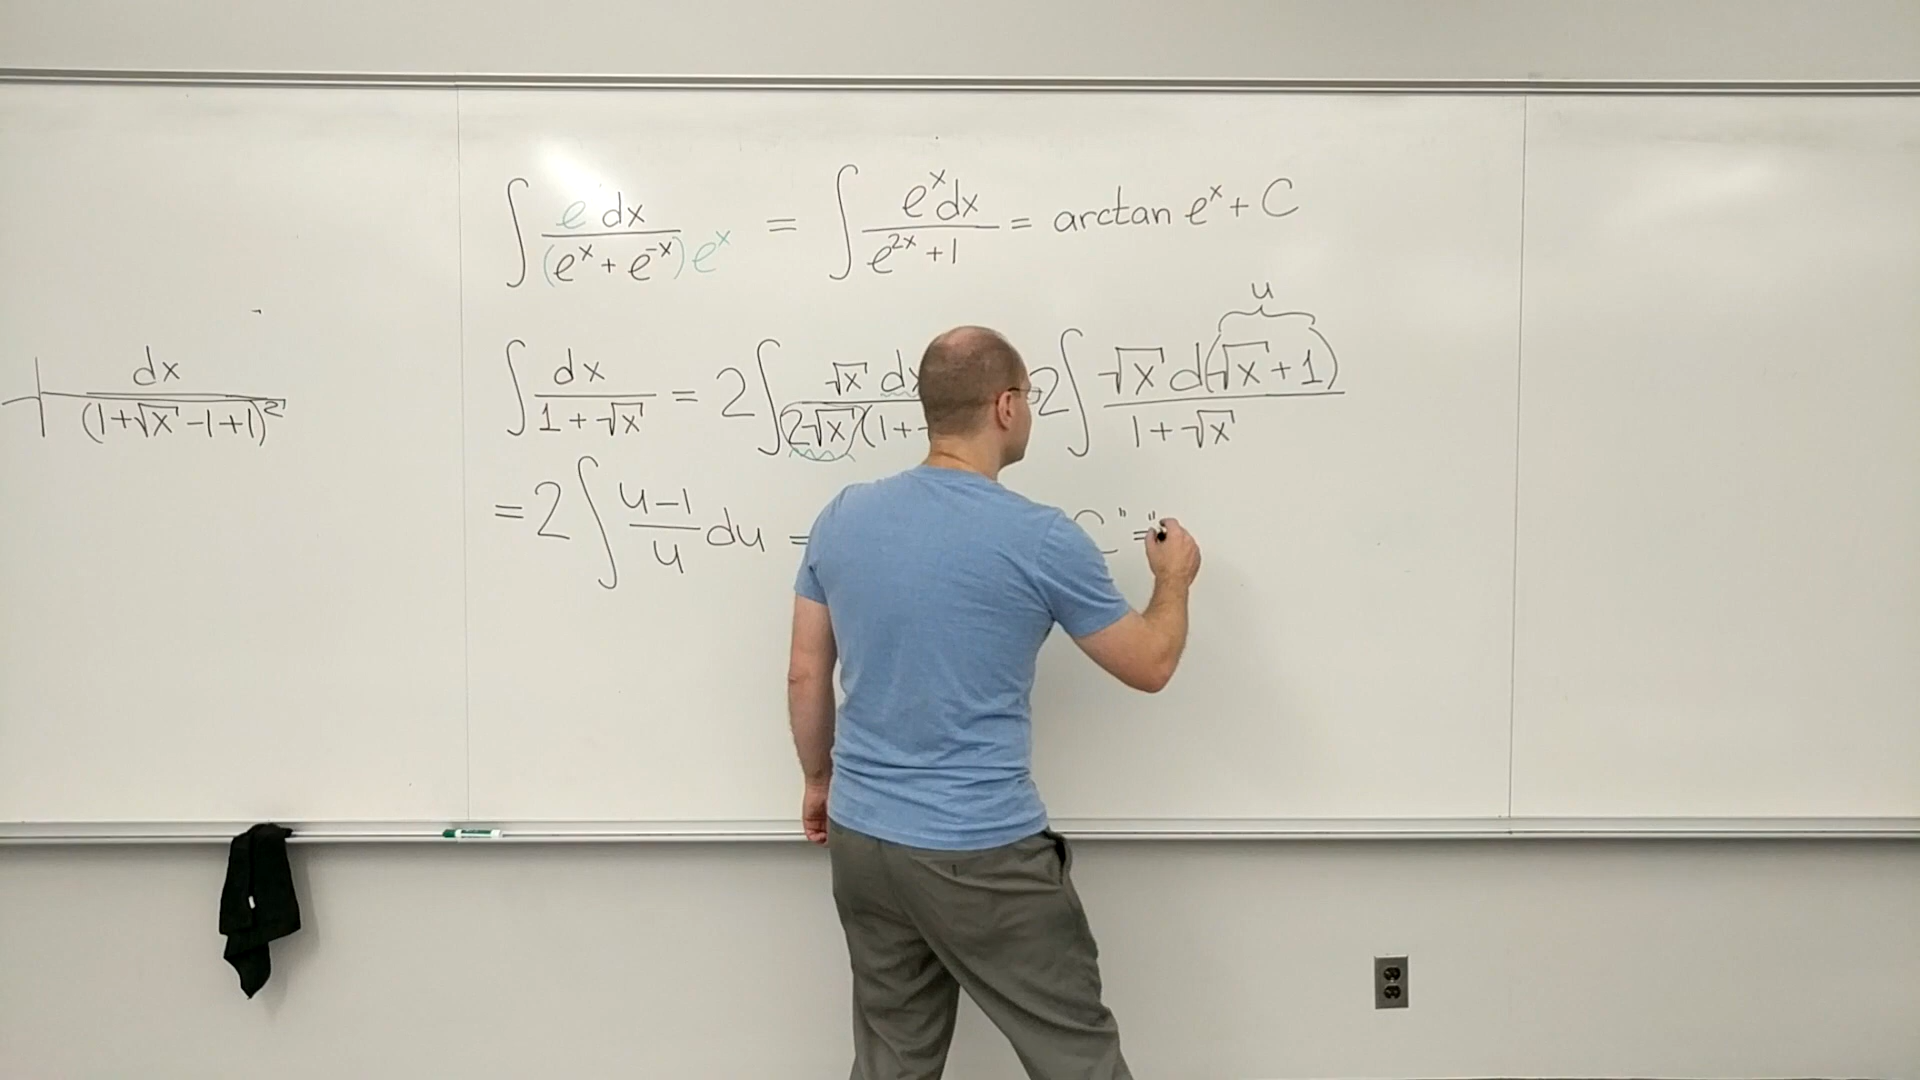 ∫ e dx / (eˣ + e⁻ˣ)eˣ = ∫ eˣdx / e²ˣ + 1 = arctan eˣ + C
u
dx / (1+√x -1+1)²
∫ dx / 1+√x = 2∫ √x dx / 2√x (1+ 2∫ √x d(√x+1) / 1+√x
= 2∫ u-1 / u du = C "="